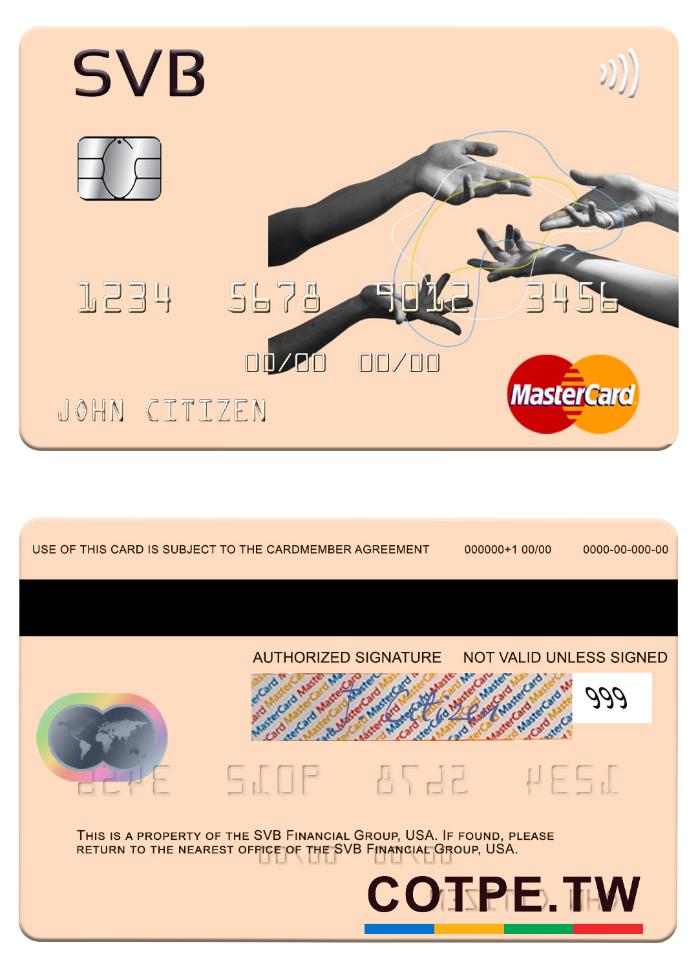 SVB
1234 5678 9012 3456
00/00 00/00
JOHN CITIZEN
MasterCard
USE OF THIS CARD IS SUBJECT TO THE CARDMEMBER AGREEMENT 000000+1 00/00 0000-00-000-00
AUTHORIZED SIGNATURE NOT VALID UNLESS SIGNED
J. Citizen 999
THIS IS A PROPERTY OF THE SVB FINANCIAL GROUP, USA. IF FOUND, PLEASE
RETURN TO THE NEAREST OFFICE OF THE SVB FINANCIAL GROUP, USA.
COTPE.TW